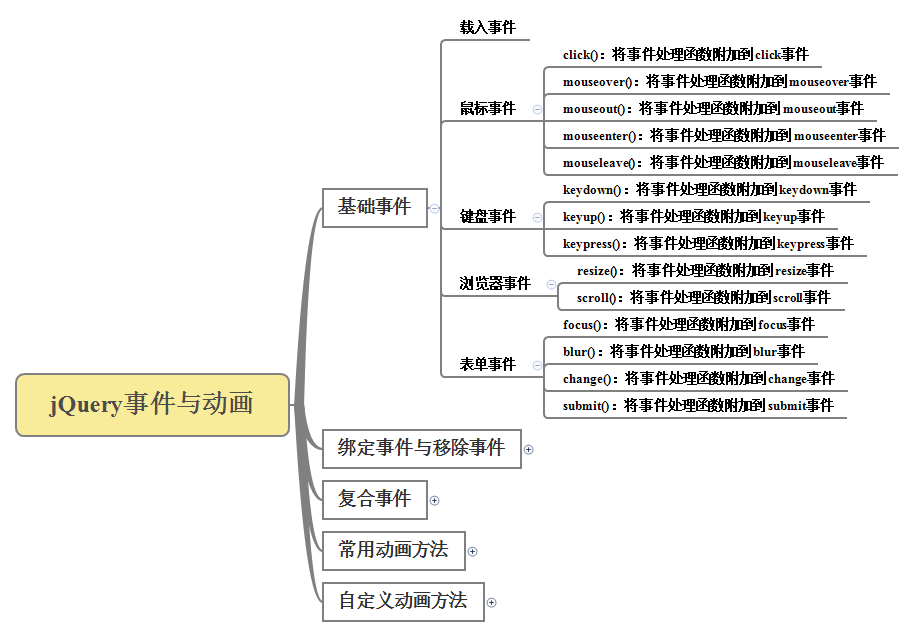 jQuery事件与动画
基础事件
载入事件
鼠标事件
click()：将事件处理函数附加到click事件
mouseover()：将事件处理函数附加到mouseover事件
mouseout()：将事件处理函数附加到mouseout事件
mouseenter()：将事件处理函数附加到mouseenter事件
mouseleave()：将事件处理函数附加到mouseleave事件
键盘事件
keydown()：将事件处理函数附加到keydown事件
keyup()：将事件处理函数附加到keyup事件
keypress()：将事件处理函数附加到keypress事件
浏览器事件
resize()：将事件处理函数附加到resize事件
scroll()：将事件处理函数附加到scroll事件
表单事件
focus()：将事件处理函数附加到focus事件
blur()：将事件处理函数附加到blur事件
change()：将事件处理函数附加到change事件
submit()：将事件处理函数附加到submit事件
绑定事件与移除事件
复合事件
常用动画方法
自定义动画方法